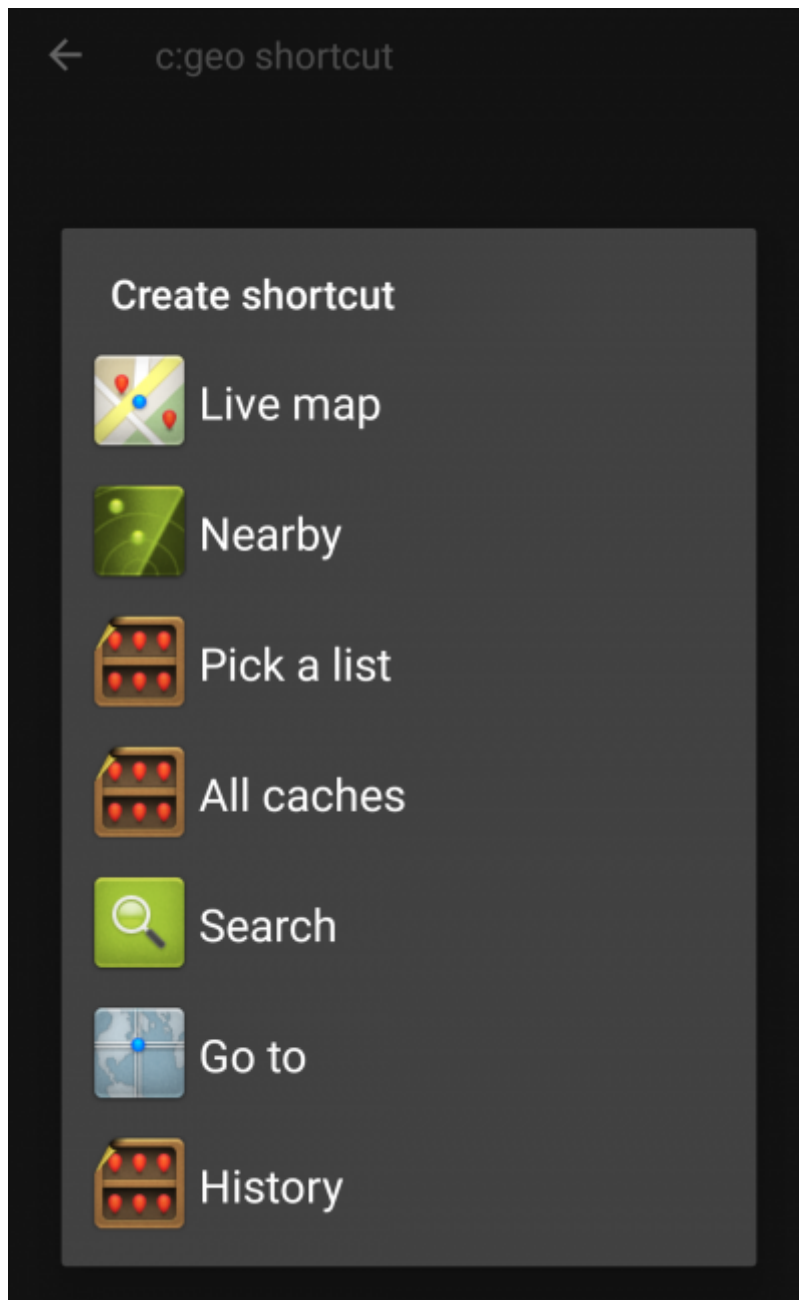 c:geo shortcut
Create shortcut
Live map
Nearby
Pick a list
All caches
Search
Go to
History